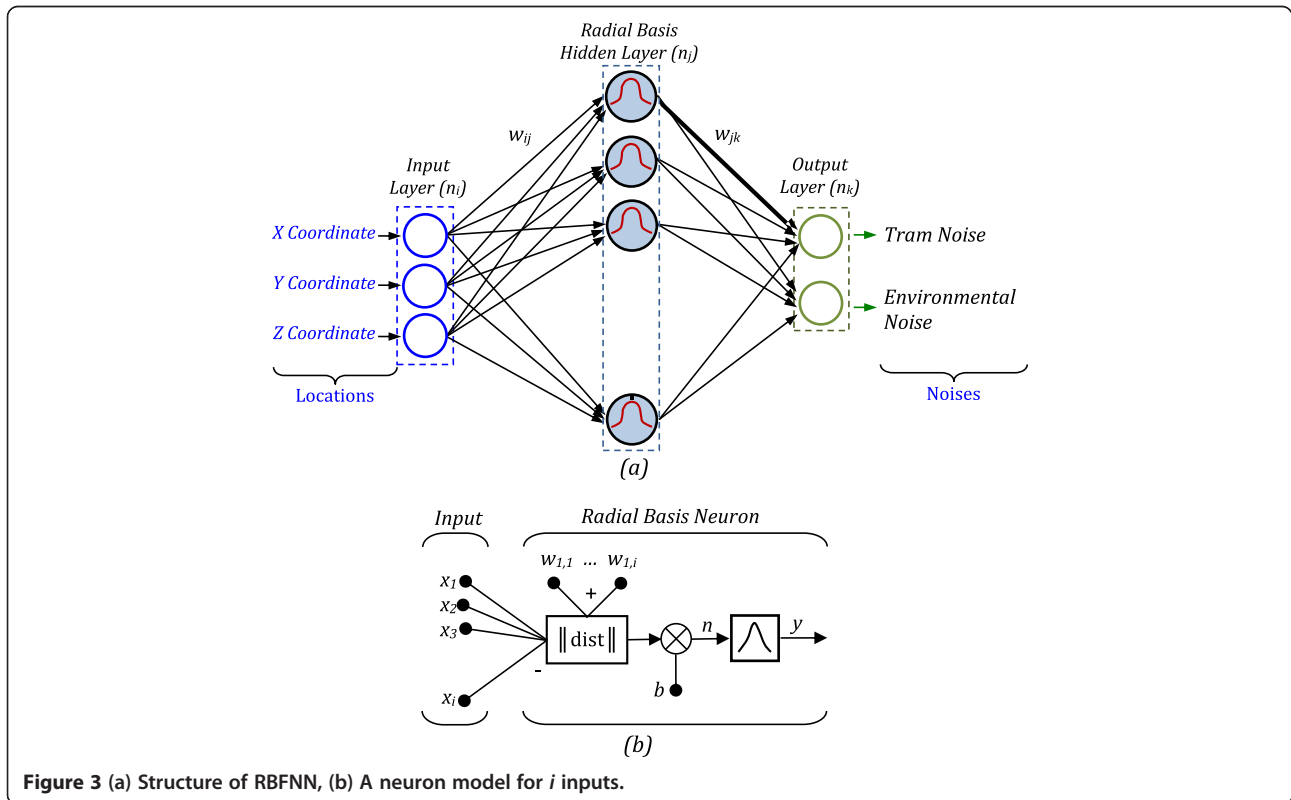 Radial Basis
Hidden Layer (nj)
wij
wjk
Input
Layer (ni)
Output
Layer (nk)
X Coordinate
Y Coordinate
Z Coordinate
Locations
Tram Noise
Environmental
Noise
Noises
(a)
Input
Radial Basis Neuron
w1,1 ... w1,i
+
x1
x2
x3
xi
-
‖dist‖
n
y
b
(b)
Figure 3 (a) Structure of RBFNN, (b) A neuron model for i inputs.